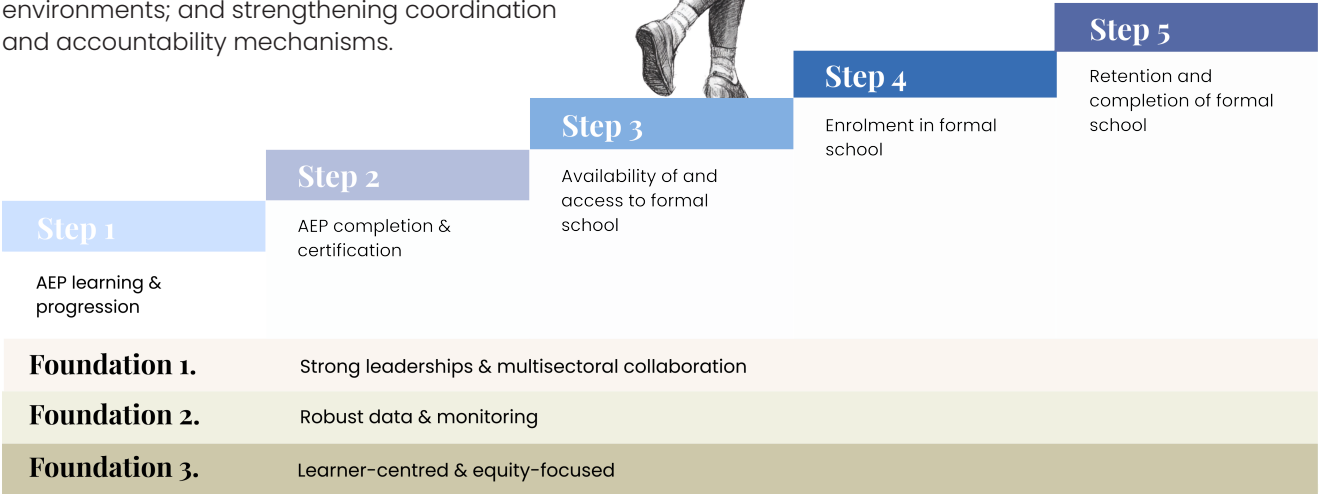 environments; and strengthening coordination
and accountability mechanisms.
Step 1
AEP learning &
progression
Step 2
AEP completion &
certification
Step 3
Availability of and
access to formal
school
Step 4
Enrolment in formal
school
Step 5
Retention and
completion of formal
school
Foundation 1. Strong leaderships & multisectoral collaboration
Foundation 2. Robust data & monitoring
Foundation 3. Learner-centred & equity-focused